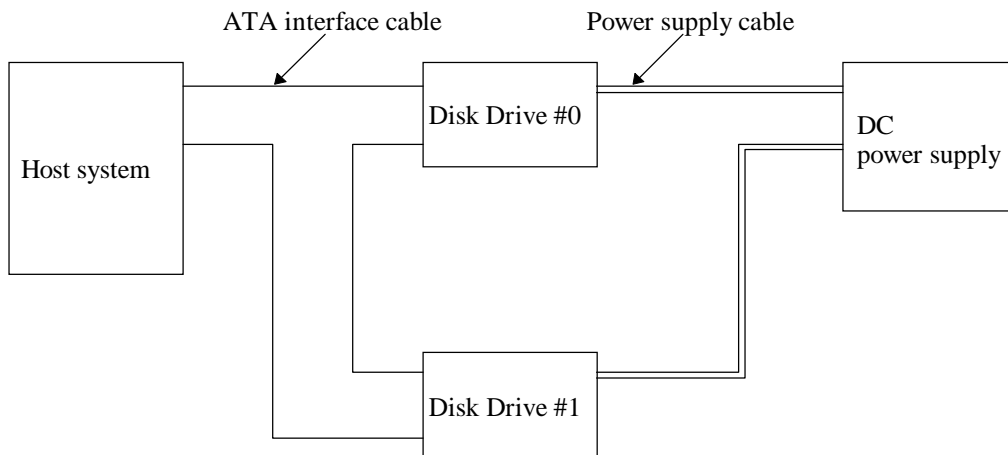 ATA interface cable
Power supply cable
Host system
Disk Drive #0
DC
power supply
Disk Drive #1